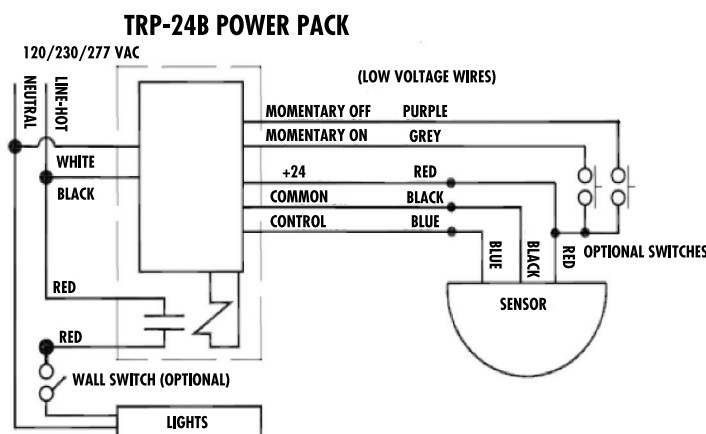 TRP-24B POWER PACK
120/230/277 VAC
NEUTRAL
LINE-HOT
(LOW VOLTAGE WIRES)
MOMENTARY OFF PURPLE
MOMENTARY ON GREY
WHITE
+24 RED
BLACK
COMMON BLACK
CONTROL BLUE
BLUE
BLACK
RED
OPTIONAL SWITCHES
RED
SENSOR
RED
WALL SWITCH (OPTIONAL)
LIGHTS